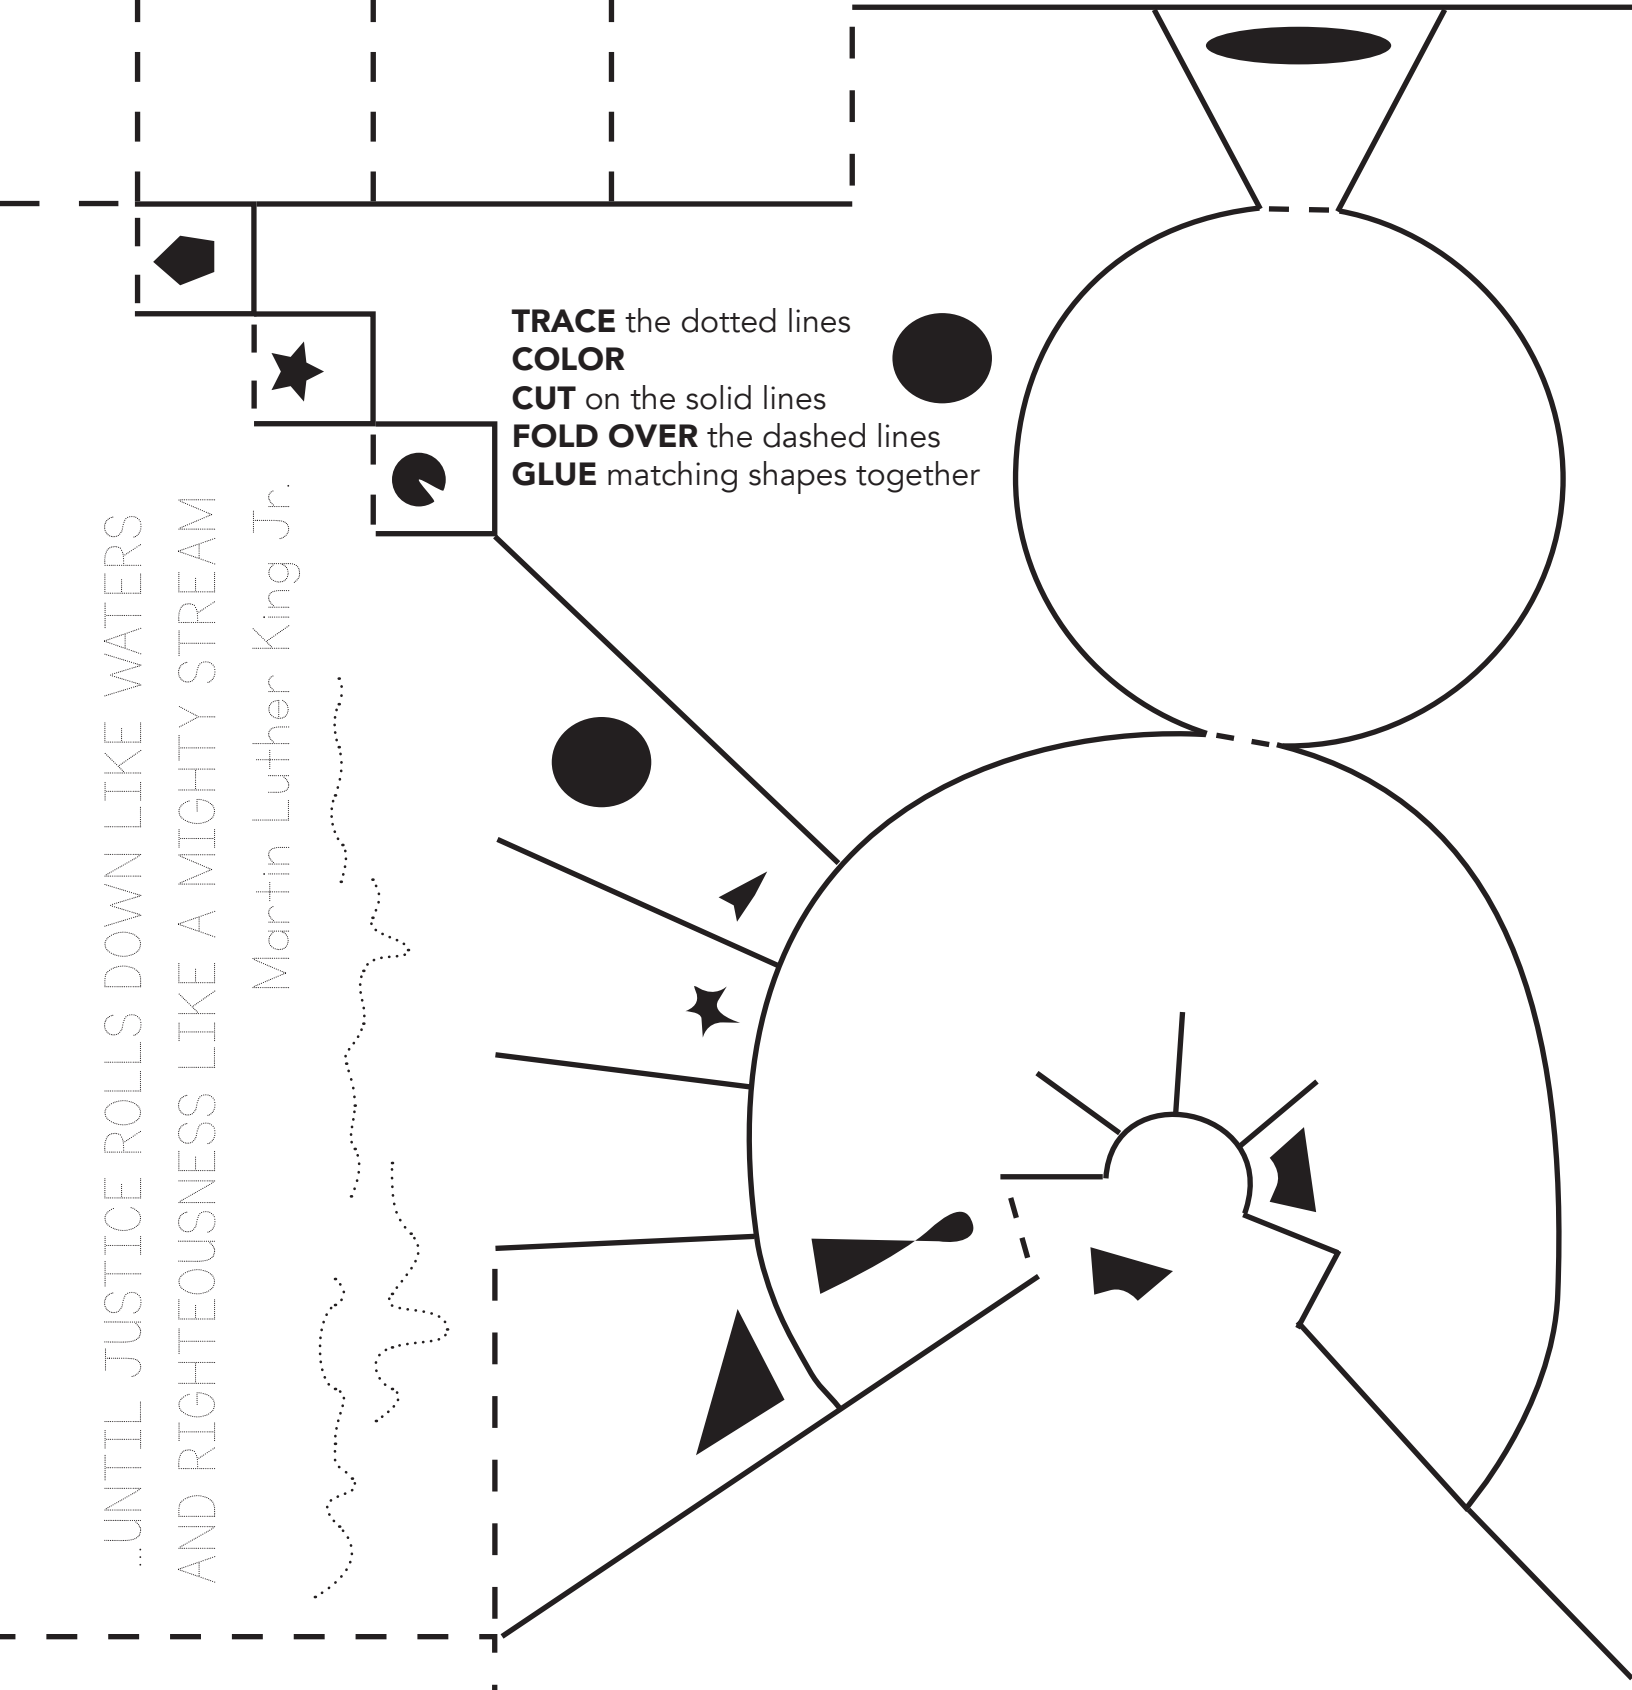 TRACE the dotted lines
COLOR
CUT on the solid lines
FOLD OVER the dashed lines
GLUE matching shapes together
...UNTIL JUSTICE ROLLS DOWN LIKE WATERS
AND RIGHTEOUSNESS LIKE A MIGHTY STREAM
Martin Luther King Jr.